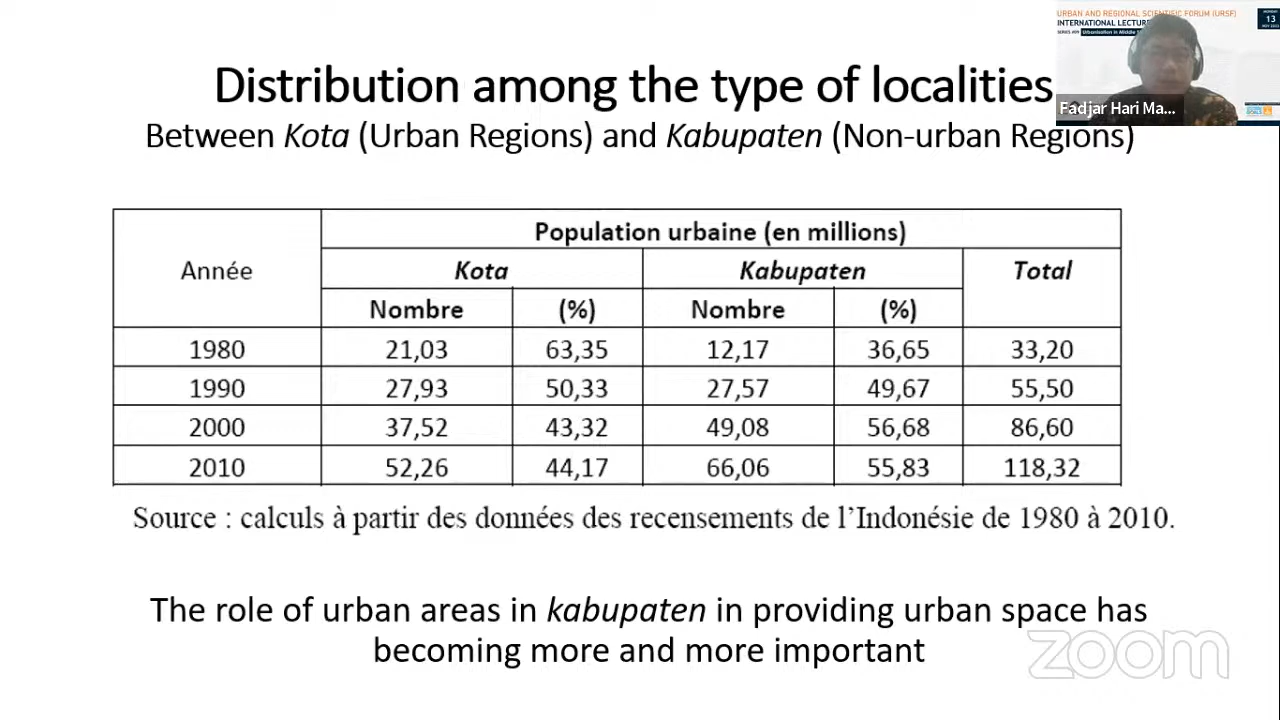 URBAN AND REGIONAL SCIENTIFIC FORUM (URSF)
INTERNATIONAL LECTURE
MONDAY
13
Urbanisation in Middle
Fadjar Hari Ma...
Distribution among the type of localities
Between Kota (Urban Regions) and Kabupaten (Non-urban Regions)
Année Population urbaine (en millions)
Kota Kabupaten Total
Nombre (%) Nombre (%)
1980 21,03 63,35 12,17 36,65 33,20
1990 27,93 50,33 27,57 49,67 55,50
2000 37,52 43,32 49,08 56,68 86,60
2010 52,26 44,17 66,06 55,83 118,32
Source : calculs à partir des données des recensements de l'Indonésie de 1980 à 2010.
The role of urban areas in kabupaten in providing urban space has
becoming more and more important
zoom